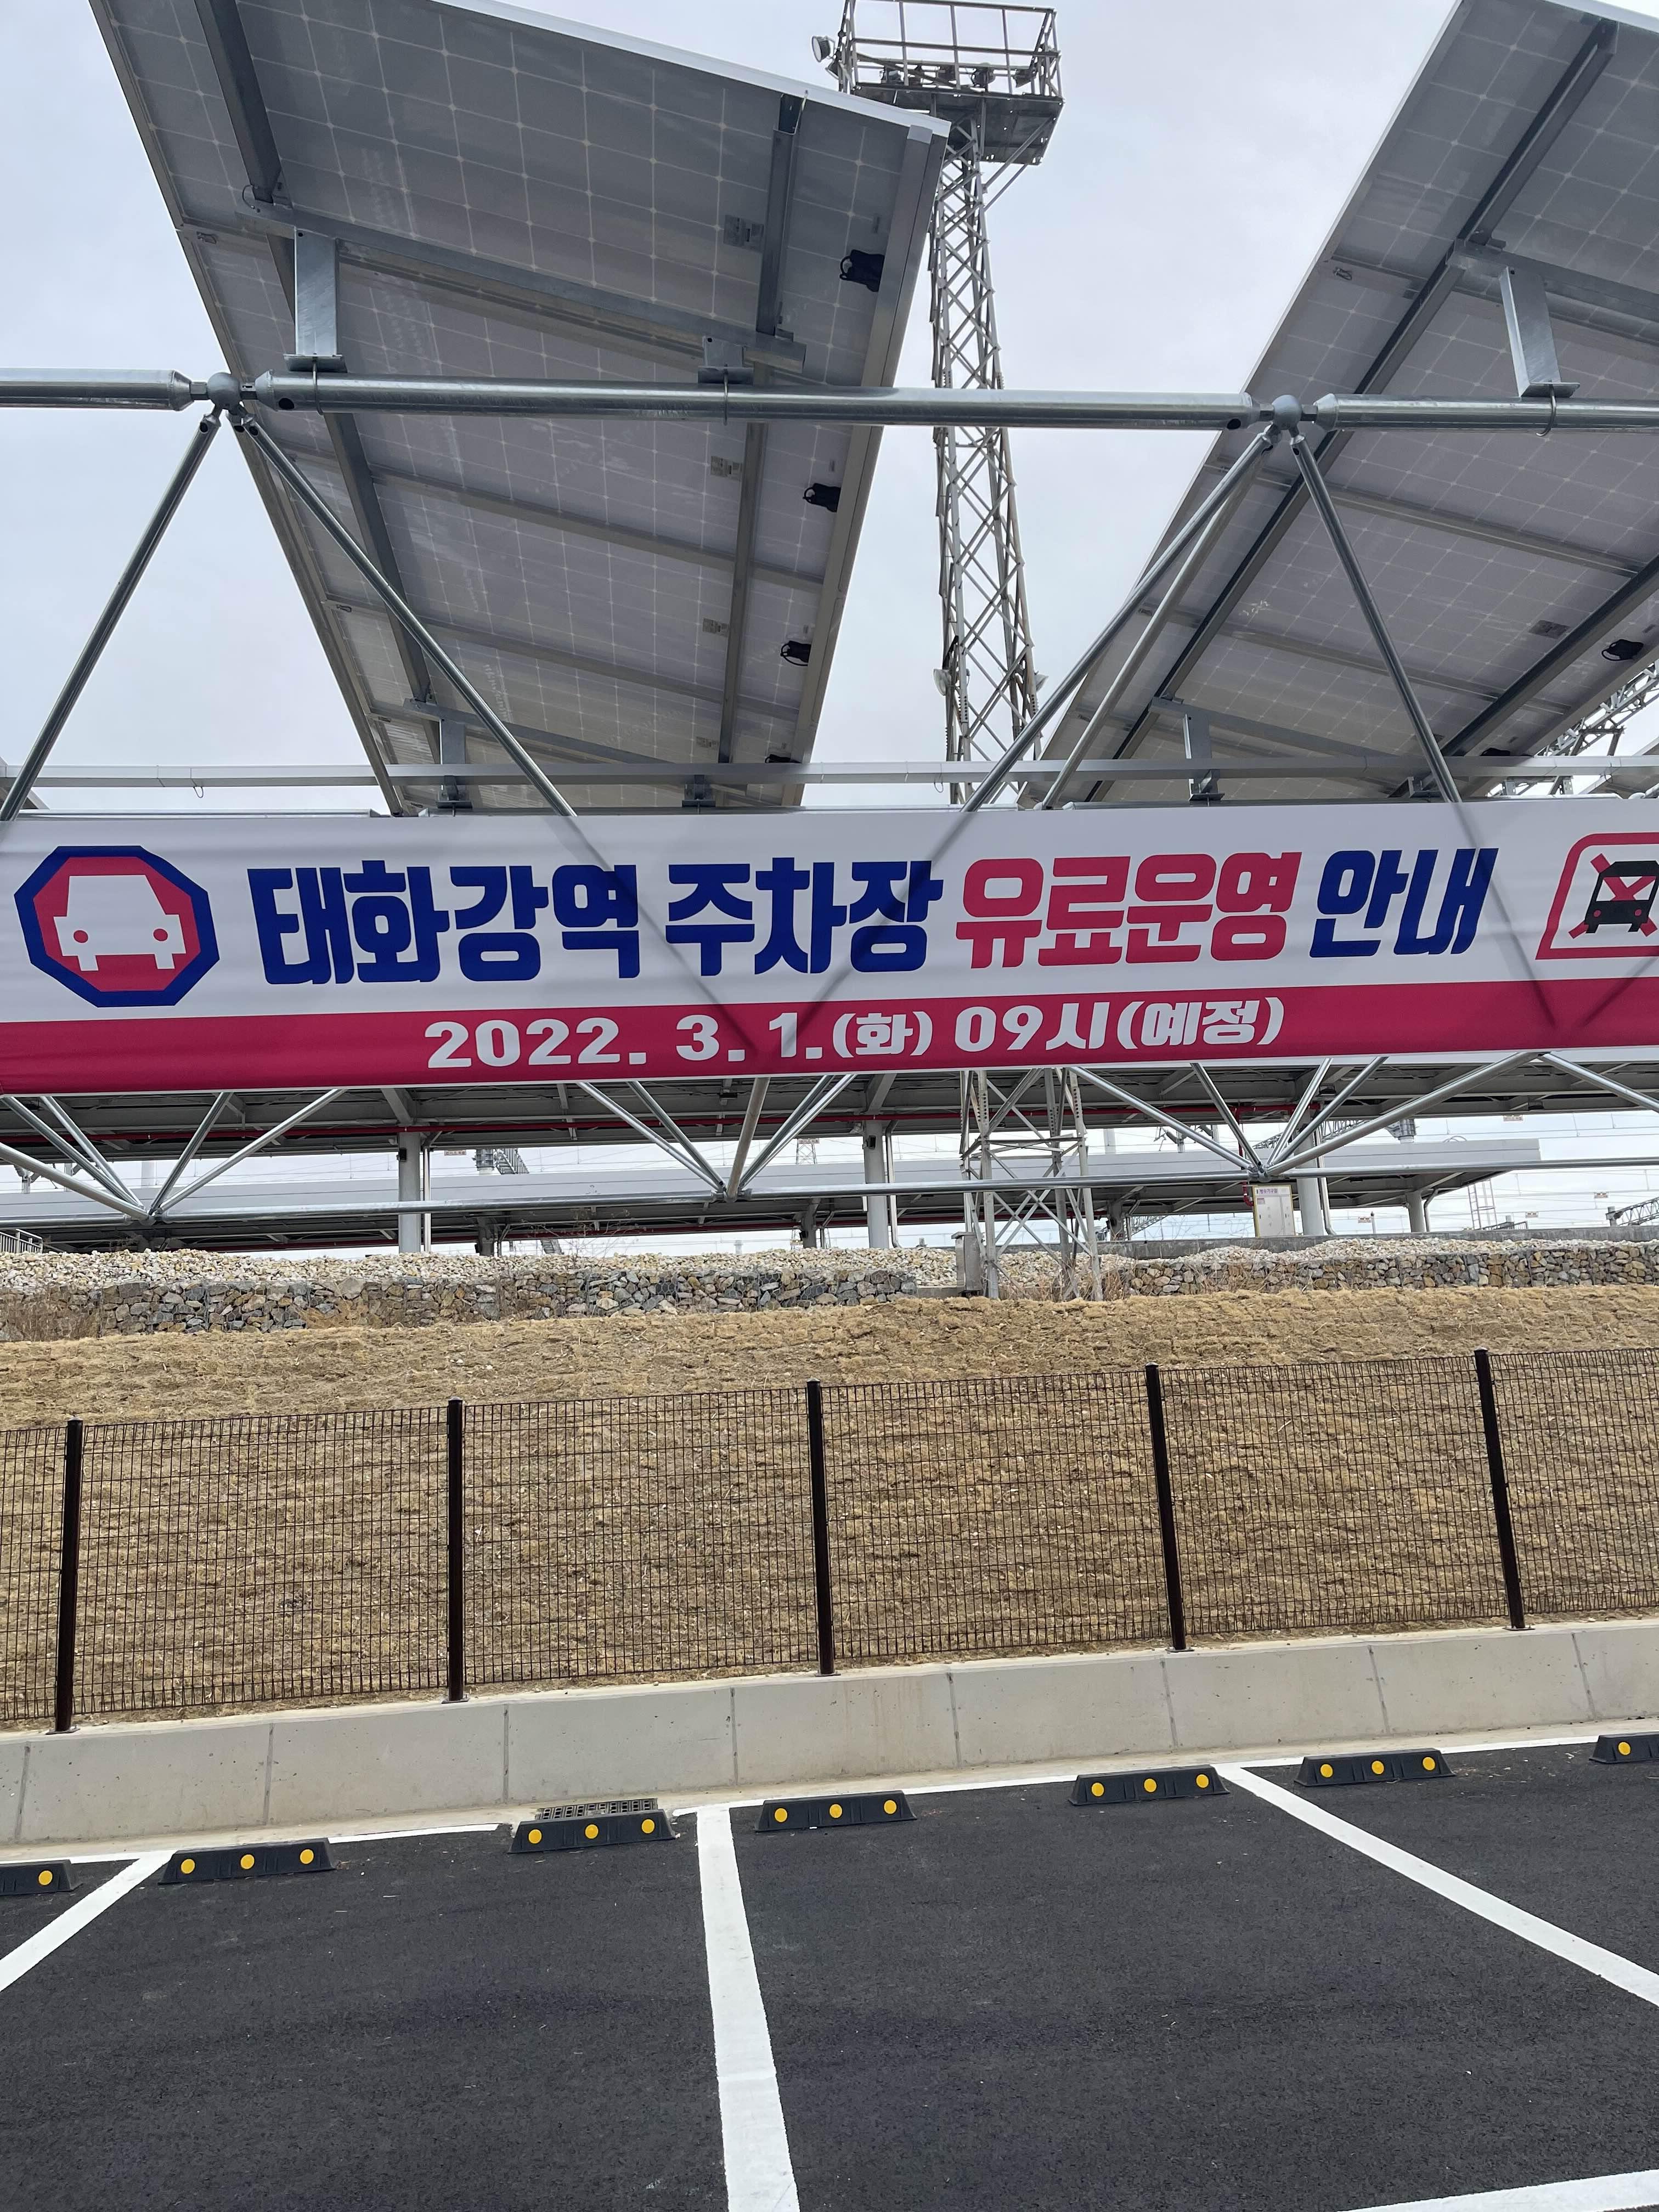 태화강역 주차장 유료운영 안내
2022. 3. 1.(화) 09시(예정)